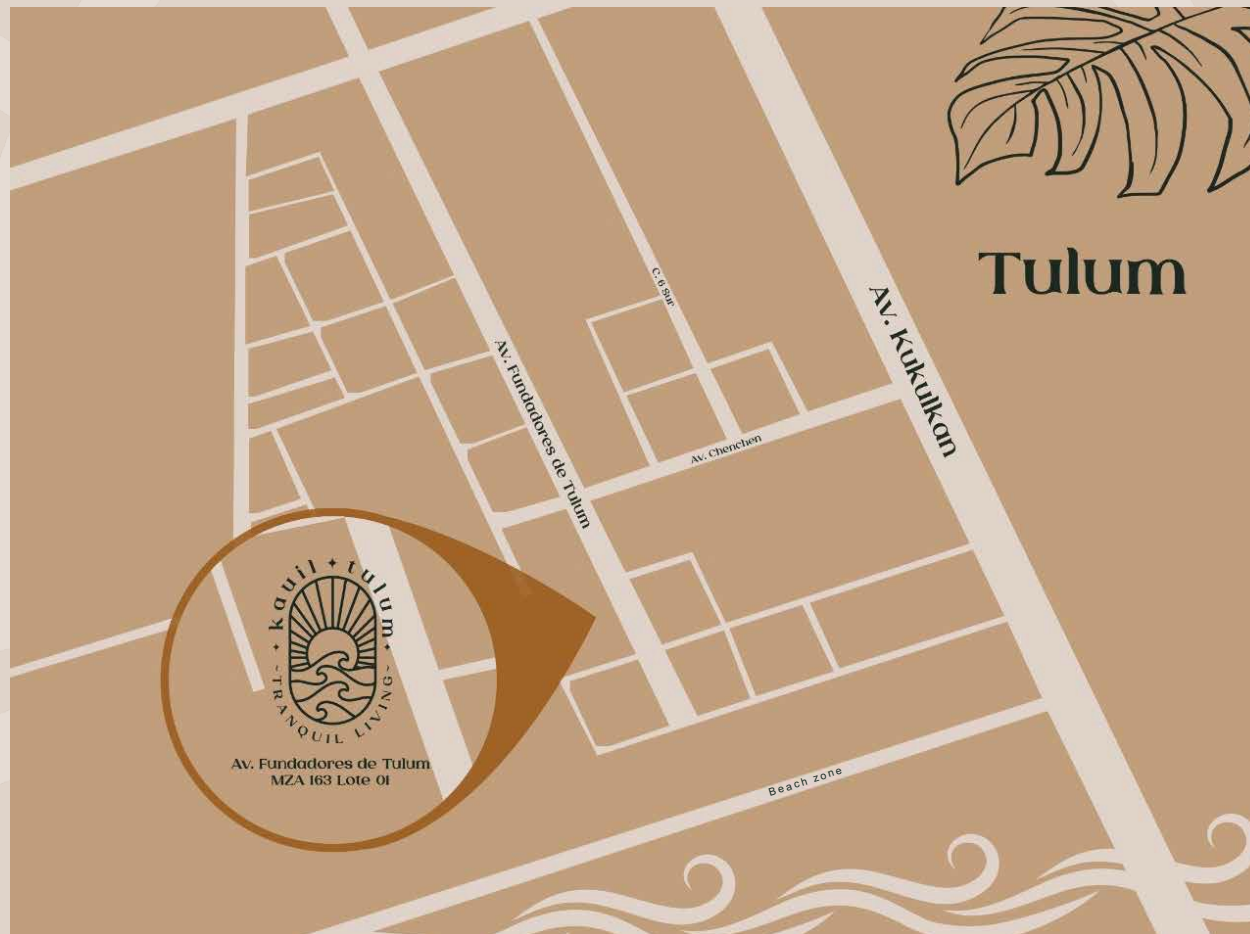 Tulum
C. 6 Sur
Av. Kukulkan
Av. Fundadores de Tulum
Av. Chenchen
kauil tulum
-TRANQUIL LIVING-
Av. Fundadores de Tulum
MZA 163 Lote 01
Beach zone